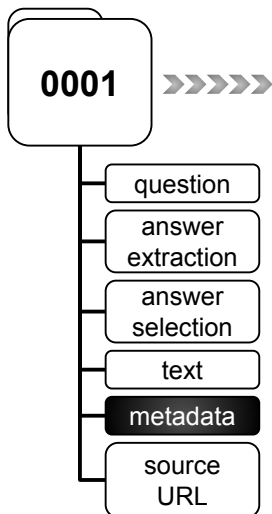 0001
question
answer
extraction
answer
selection
text
metadata
source
URL